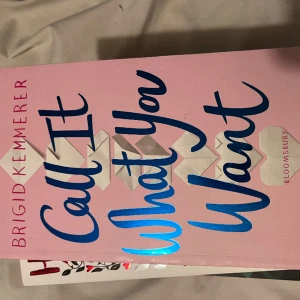 BRIGID KEMMERER
Call It
What You
Want
BLOOMSBURY